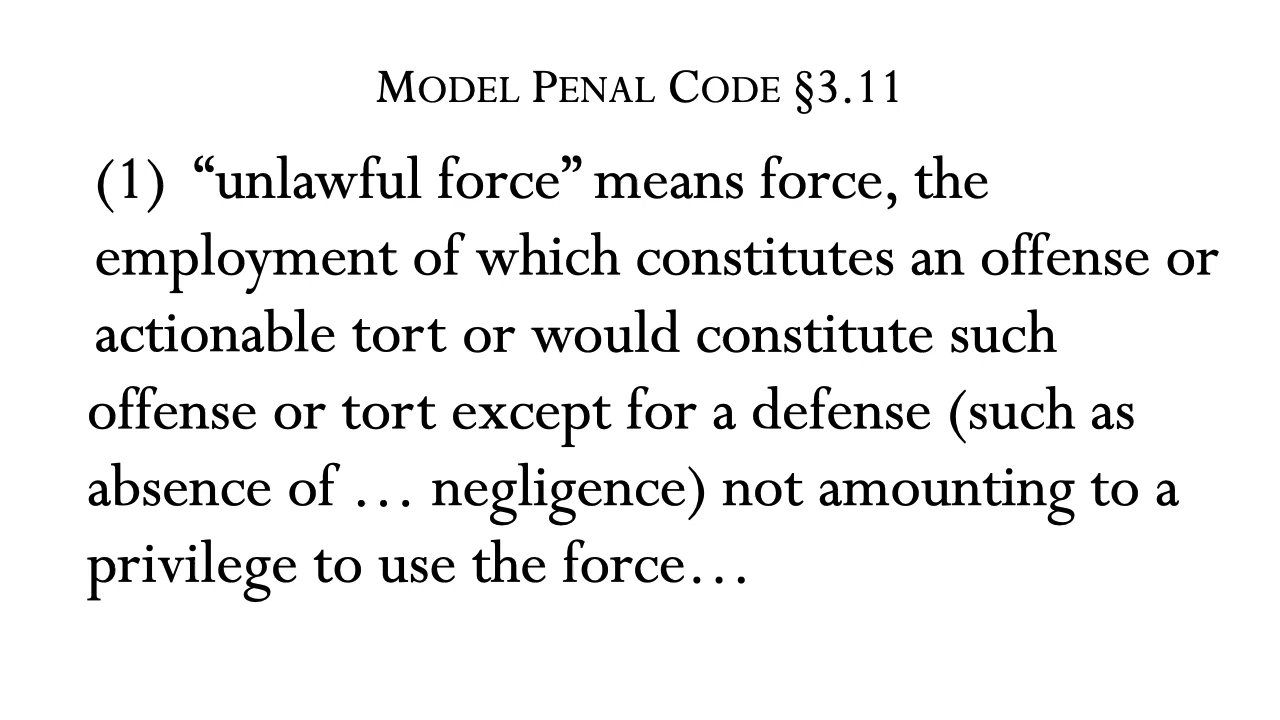 MODEL PENAL CODE §3.11
(1) “unlawful force” means force, the
employment of which constitutes an offense or
actionable tort or would constitute such
offense or tort except for a defense (such as
absence of … negligence) not amounting to a
privilege to use the force…